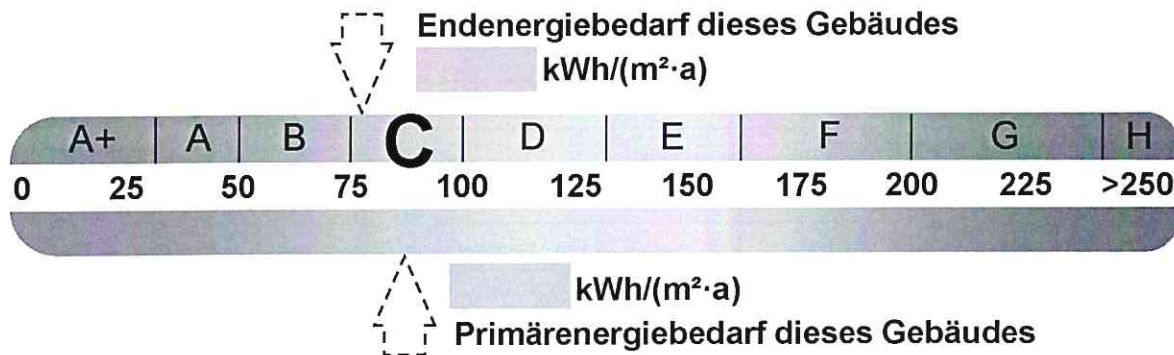 Endenergiebedarf dieses Gebäudes
kWh/(m²·a)
A+ A B C D E F G H
0 25 50 75 100 125 150 175 200 225 >250
kWh/(m²·a)
Primärenergiebedarf dieses Gebäudes